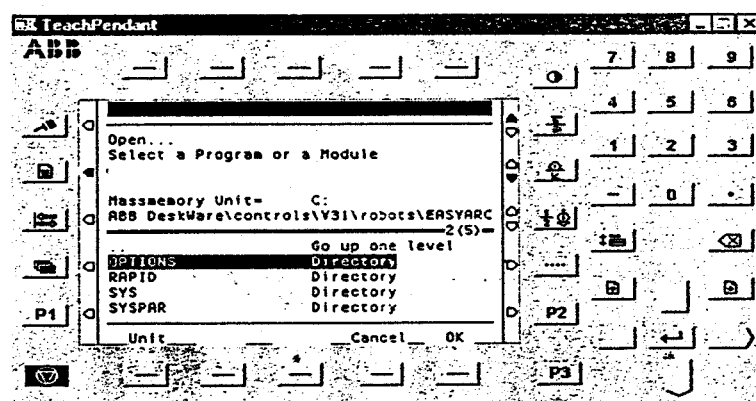 TeachPendant
ABB
7 8 9
4 5 6
1 2 3
- 0 .
Open...
Select a Program or a Module
Massmemory Unit= C:
ABB DeskWare\controls\Y31\robots\EASYARC
2(5)
.. Go up one level
OPTIONS Directory
RAPID Directory
SYS Directory
SYSPAR Directory
Unit Cancel OK
P1
P2
P3